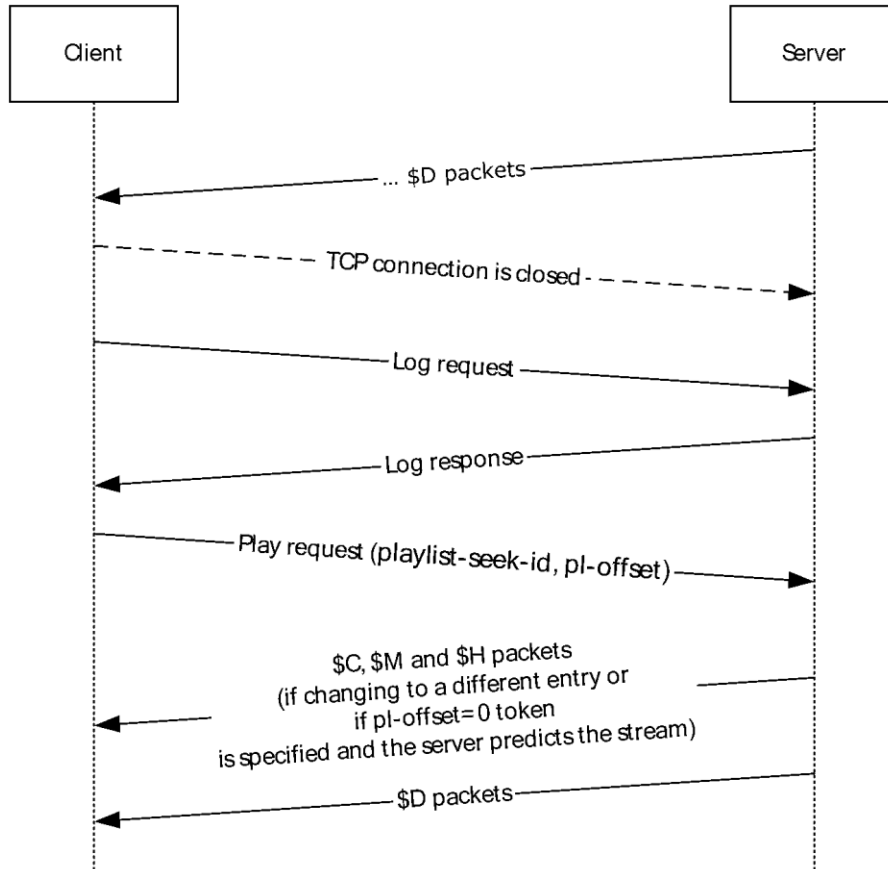 Client
Server
... $D packets
TCP connection is closed
Log request
Log response
Play request (playlist-seek-id, pl-offset)
$C, $M and $H packets
(if changing to a different entry or
if pl-offset=0 token
is specified and the server predicts the stream)
$D packets